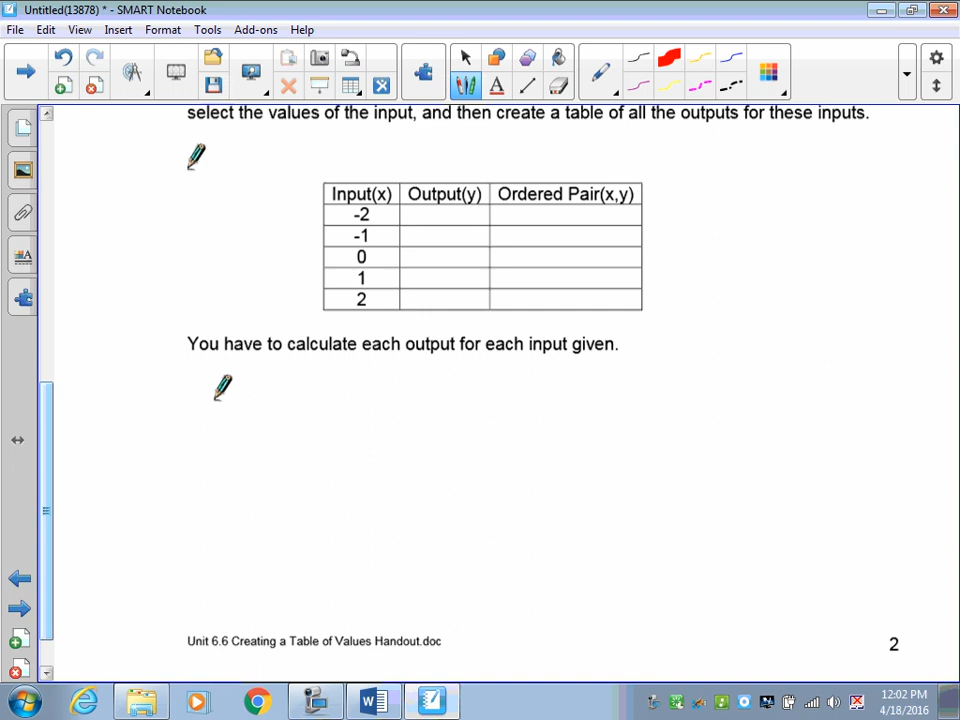 Untitled(13878) * - SMART Notebook
File Edit View Insert Format Tools Add-ons Help
select the values of the input, and then create a table of all the outputs for these inputs.
Input(x) Output(y) Ordered Pair(x,y)
-2
-1
0
1
2
You have to calculate each output for each input given.
Unit 6.6 Creating a Table of Values Handout.doc
2
12:02 PM
4/18/2016